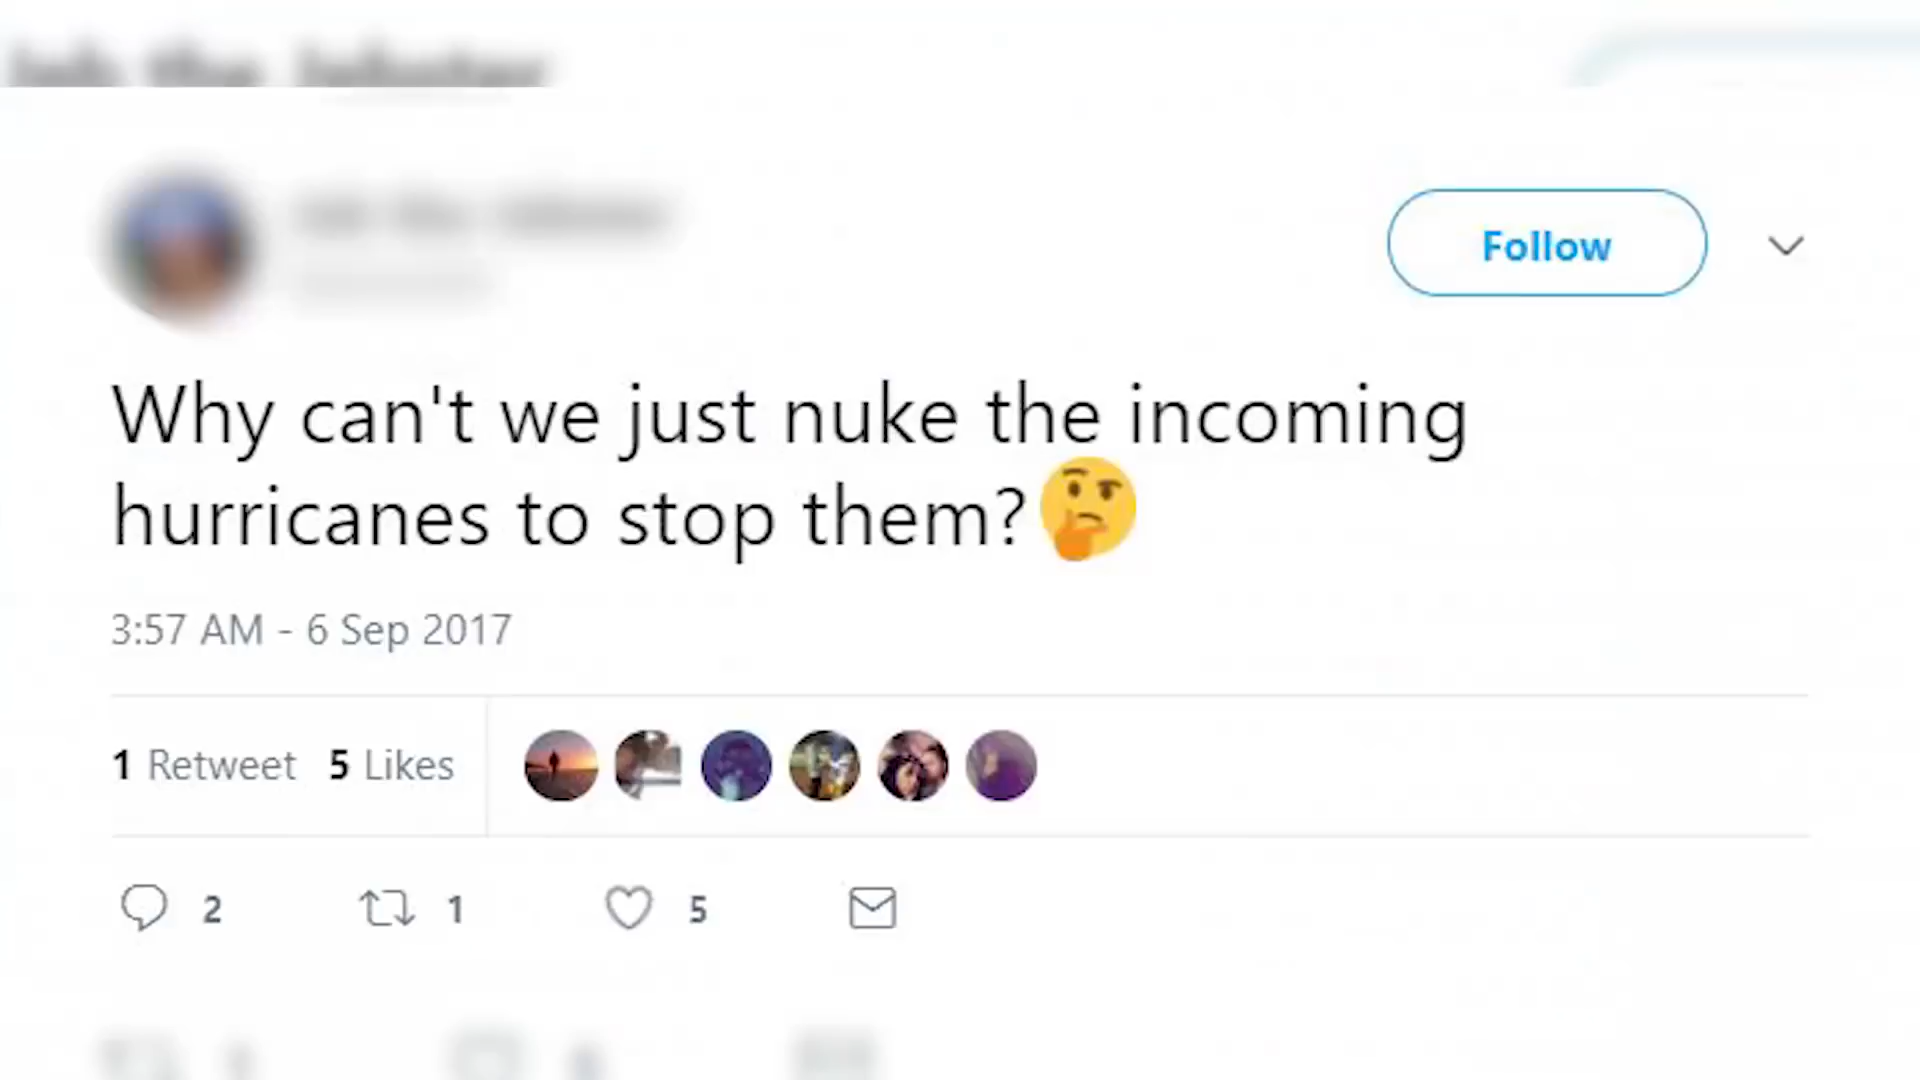 Follow
Why can't we just nuke the incoming
hurricanes to stop them?🤔
3:57 AM - 6 Sep 2017
1 Retweet 5 Likes
2 1 5